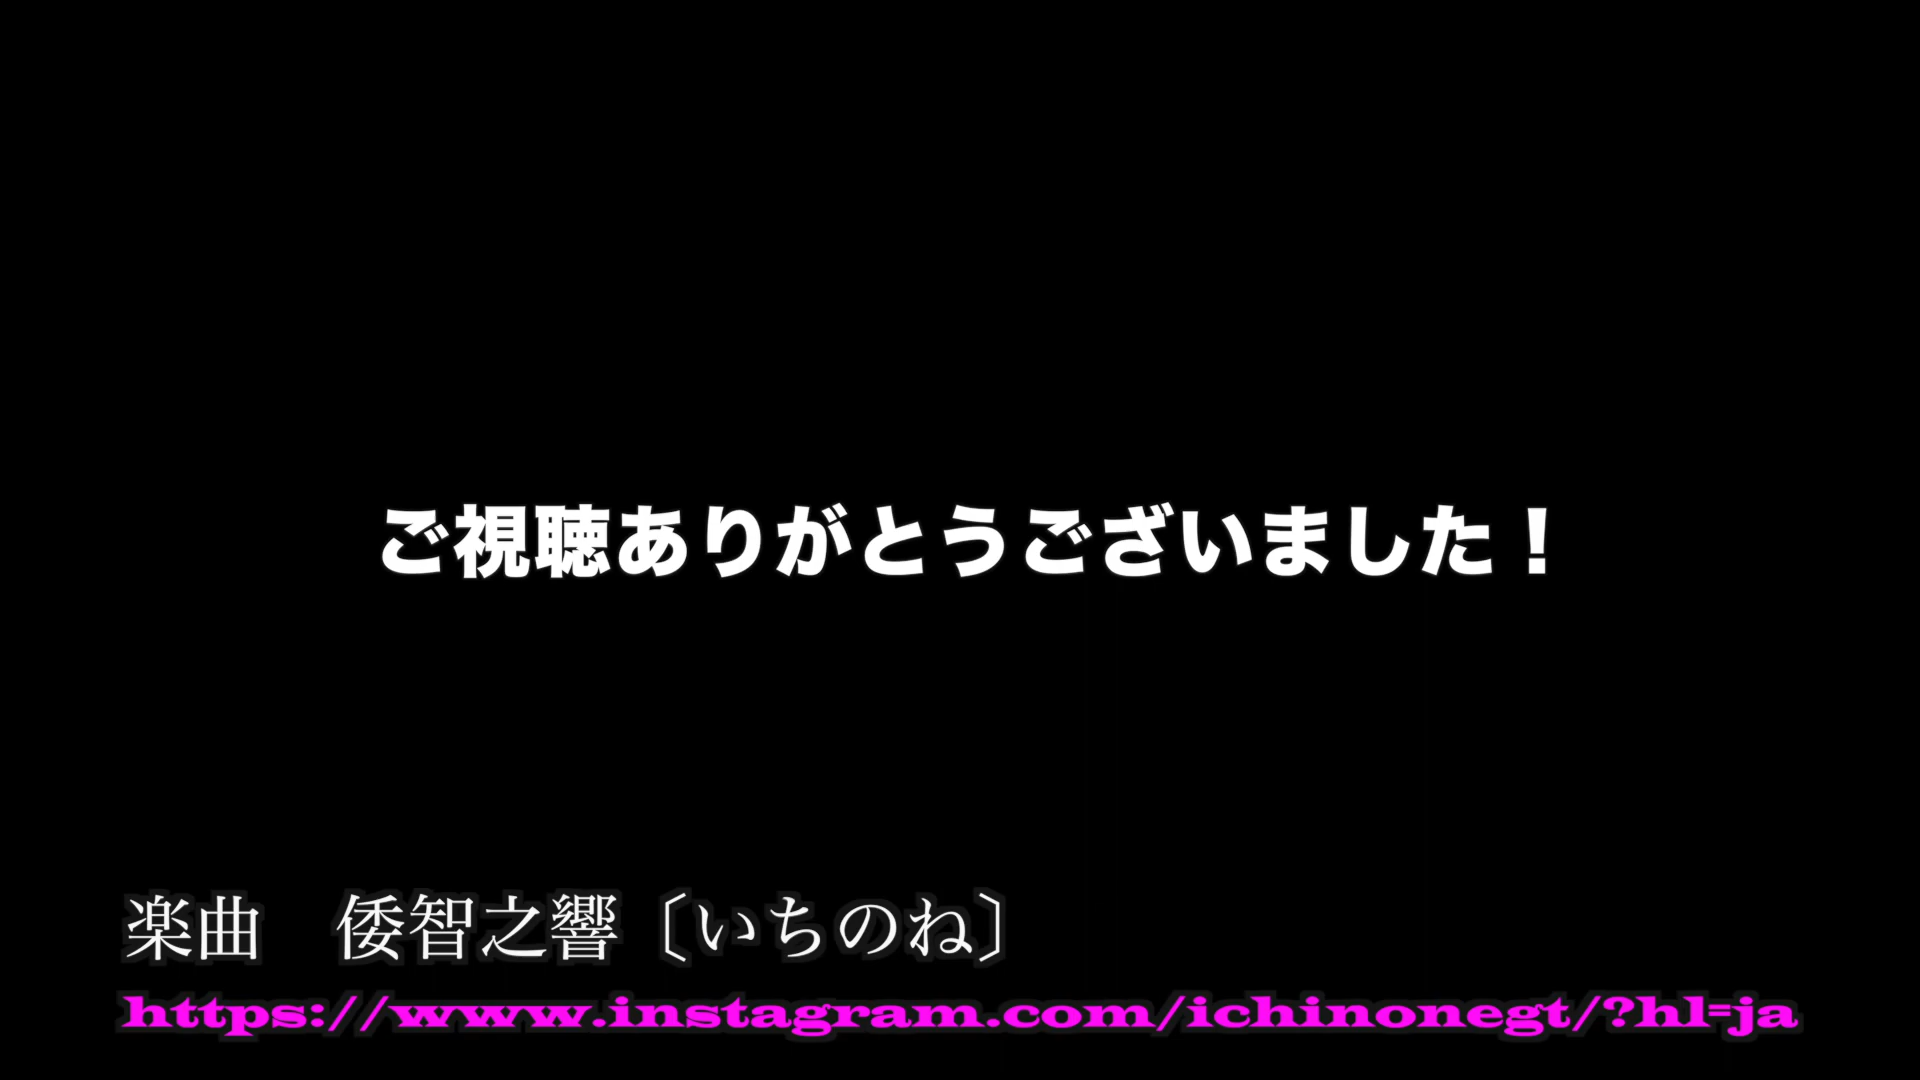 ご視聴ありがとうございました！
楽曲　倭智之響〔いちのね〕
https://www.instagram.com/ichinonegt/?hl=ja